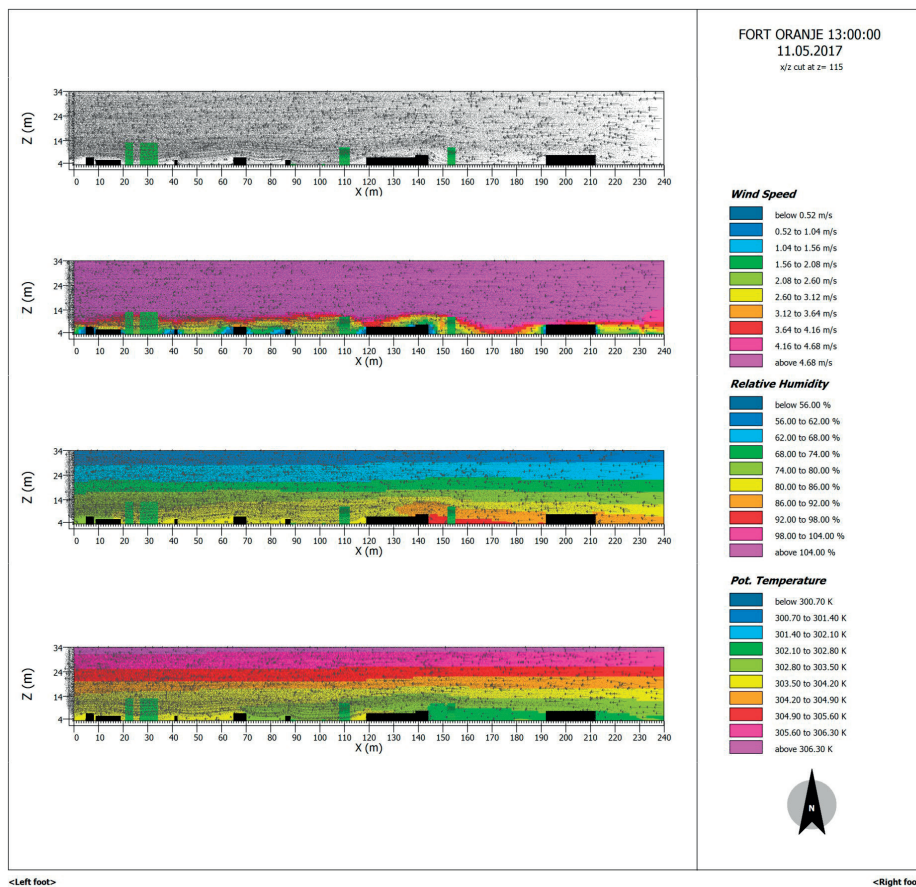 FORT ORANJE 13:00:00
11.05.2017
x/z cut at z= 115
34
24
14
4
Z (m)
0 10 20 30 40 50 60 70 80 90 100 110 120 130 140 150 160 170 180 190 200 210 220 230 240
X (m)
34
24
14
4
Z (m)
0 10 20 30 40 50 60 70 80 90 100 110 120 130 140 150 160 170 180 190 200 210 220 230 240
X (m)
34
24
14
4
Z (m)
0 10 20 30 40 50 60 70 80 90 100 110 120 130 140 150 160 170 180 190 200 210 220 230 240
X (m)
34
24
14
4
Z (m)
0 10 20 30 40 50 60 70 80 90 100 110 120 130 140 150 160 170 180 190 200 210 220 230 240
X (m)
Wind Speed
below 0.52 m/s
0.52 to 1.04 m/s
1.04 to 1.56 m/s
1.56 to 2.08 m/s
2.08 to 2.60 m/s
2.60 to 3.12 m/s
3.12 to 3.64 m/s
3.64 to 4.16 m/s
4.16 to 4.68 m/s
above 4.68 m/s
Relative Humidity
below 56.00 %
56.00 to 62.00 %
62.00 to 68.00 %
68.00 to 74.00 %
74.00 to 80.00 %
80.00 to 86.00 %
86.00 to 92.00 %
92.00 to 98.00 %
98.00 to 104.00 %
above 104.00 %
Pot. Temperature
below 300.70 K
300.70 to 301.40 K
301.40 to 302.10 K
302.10 to 302.80 K
302.80 to 303.50 K
303.50 to 304.20 K
304.20 to 304.90 K
304.90 to 305.60 K
305.60 to 306.30 K
above 306.30 K
N
<Left foot>
<Right foo